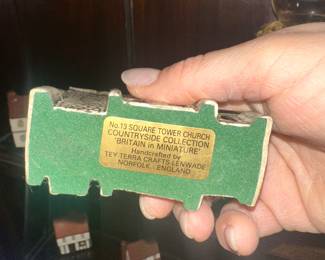 No. 13 SQUARE TOWER CHURCH
COUNTRYSIDE COLLECTION
'BRITAIN in MINIATURE'
Handcrafted by
TEY TERRA CRAFTS·LENWADE
NORFOLK · ENGLAND